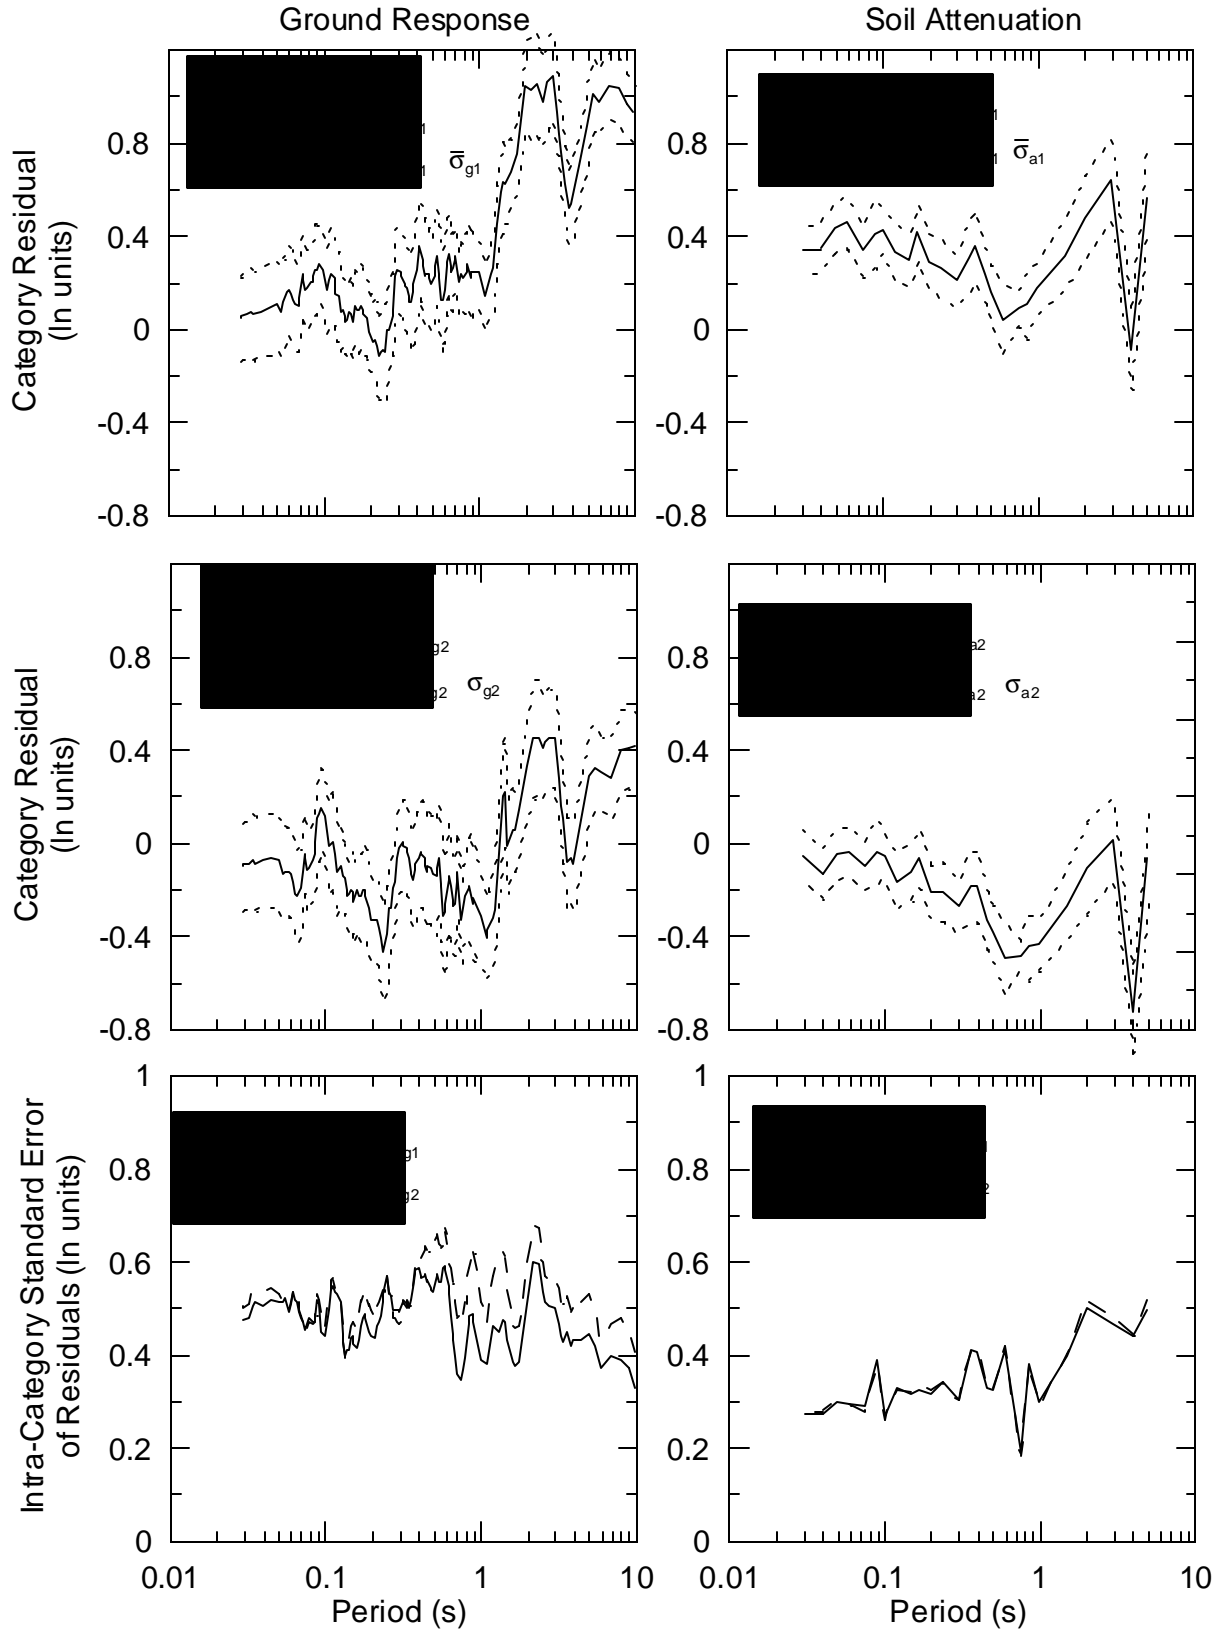 Ground Response
Soil Attenuation
Category Residual
(ln units)
0.8
0.4
0
-0.4
-0.8
1
1
σ̅g1
0.8
0.4
0
-0.4
-0.8
1
1
σ̅a1
Category Residual
(ln units)
0.8
0.4
0
-0.4
-0.8
g2
g2
σg2
0.8
0.4
0
-0.4
-0.8
a2
a2
σa2
Intra-Category Standard Error
of Residuals (ln units)
1
0.8
0.6
0.4
0.2
0
g1
g2
0.01
0.1
1
10
Period (s)
1
0.8
0.6
0.4
0.2
0
2
0.1
1
10
Period (s)